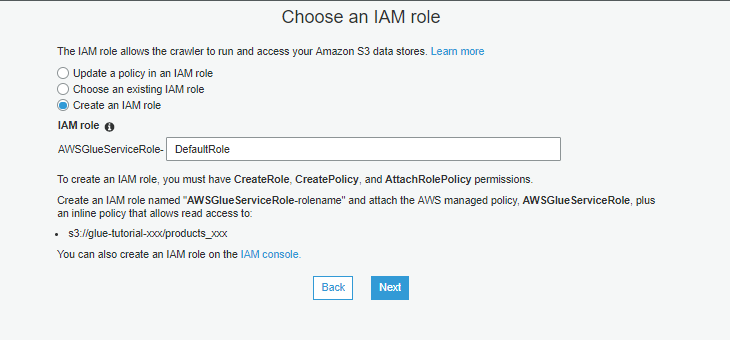 Choose an IAM role
The IAM role allows the crawler to run and access your Amazon S3 data stores. Learn more
Update a policy in an IAM role
Choose an existing IAM role
Create an IAM role
IAM role
AWSGlueServiceRole- DefaultRole
To create an IAM role, you must have CreateRole, CreatePolicy, and AttachRolePolicy permissions.
Create an IAM role named "AWSGlueServiceRole-rolename" and attach the AWS managed policy, AWSGlueServiceRole, plus
an inline policy that allows read access to:
• s3://glue-tutorial-xxx/products_xxx
You can also create an IAM role on the IAM console.
Back Next